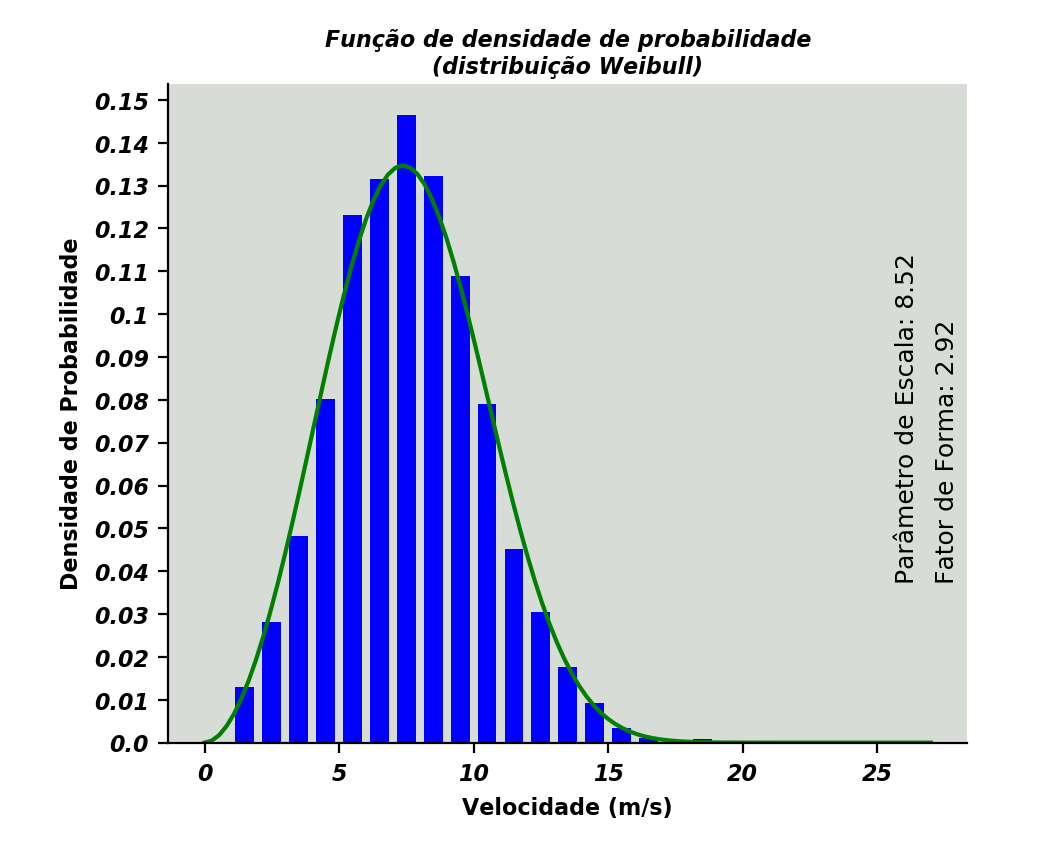 Função de densidade de probabilidade
(distribuição Weibull)
Densidade de Probabilidade
0.15
0.14
0.13
0.12
0.11
0.1
0.09
0.08
0.07
0.06
0.05
0.04
0.03
0.02
0.01
0.0
0 5 10 15 20 25
Velocidade (m/s)
Parâmetro de Escala: 8.52
Fator de Forma: 2.92